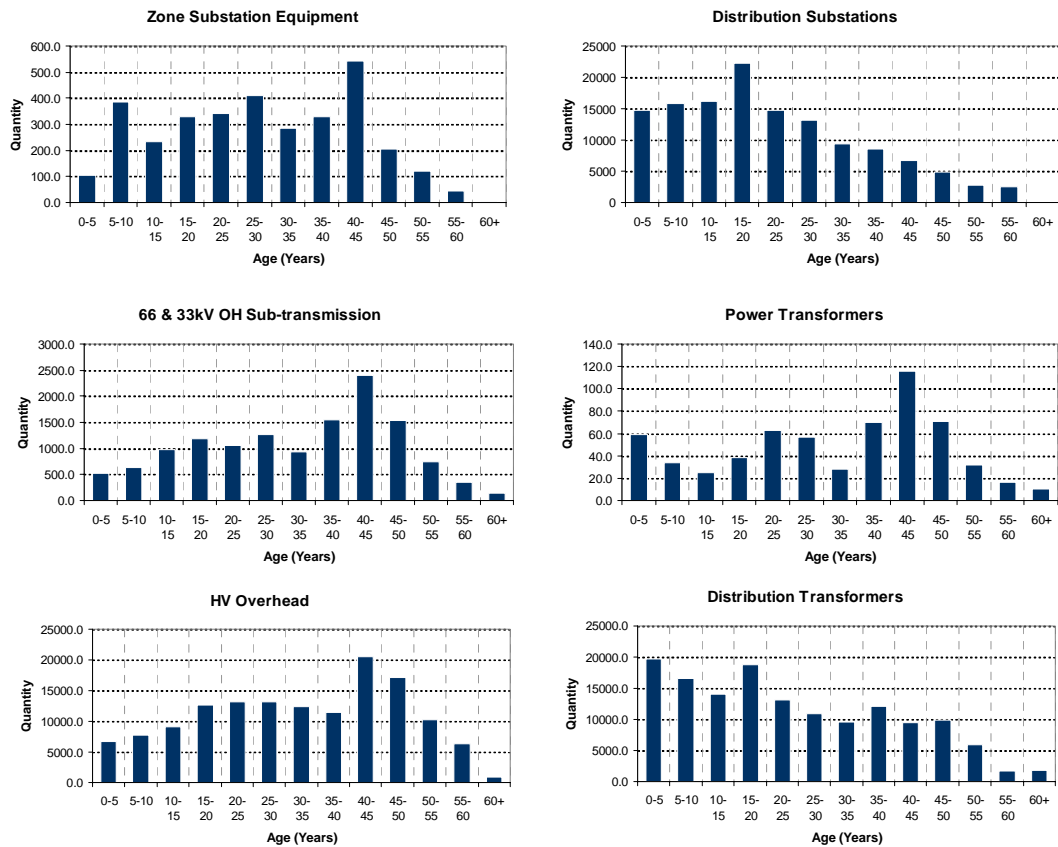 Zone Substation Equipment
600.0
500.0
400.0
300.0
200.0
100.0
0.0
Quantity
0-5 5-10 10- 15- 20- 25- 30- 35- 40- 45- 50- 55- 60+
15 20 25 30 35 40 45 50 55 60
Age (Years)
Distribution Substations
25000
20000
15000
10000
5000
0
Quantity
0-5 5-10 10- 15- 20- 25- 30- 35- 40- 45- 50- 55- 60+
15 20 25 30 35 40 45 50 55 60
Age (Years)
66 & 33kV OH Sub-transmission
3000.0
2500.0
2000.0
1500.0
1000.0
500.0
0.0
Quantity
0-5 5-10 10- 15- 20- 25- 30- 35- 40- 45- 50- 55- 60+
15 20 25 30 35 40 45 50 55 60
Age (Years)
Power Transformers
140.0
120.0
100.0
80.0
60.0
40.0
20.0
0.0
Quantity
0-5 5-10 10- 15- 20- 25- 30- 35- 40- 45- 50- 55- 60+
15 20 25 30 35 40 45 50 55 60
Age (Years)
HV Overhead
25000.0
20000.0
15000.0
10000.0
5000.0
0.0
Quantity
0-5 5-10 10- 15- 20- 25- 30- 35- 40- 45- 50- 55- 60+
15 20 25 30 35 40 45 50 55 60
Age (Years)
Distribution Transformers
25000.0
20000.0
15000.0
10000.0
5000.0
0.0
Quantity
0-5 5-10 10- 15- 20- 25- 30- 35- 40- 45- 50- 55- 60+
15 20 25 30 35 40 45 50 55 60
Age (Years)